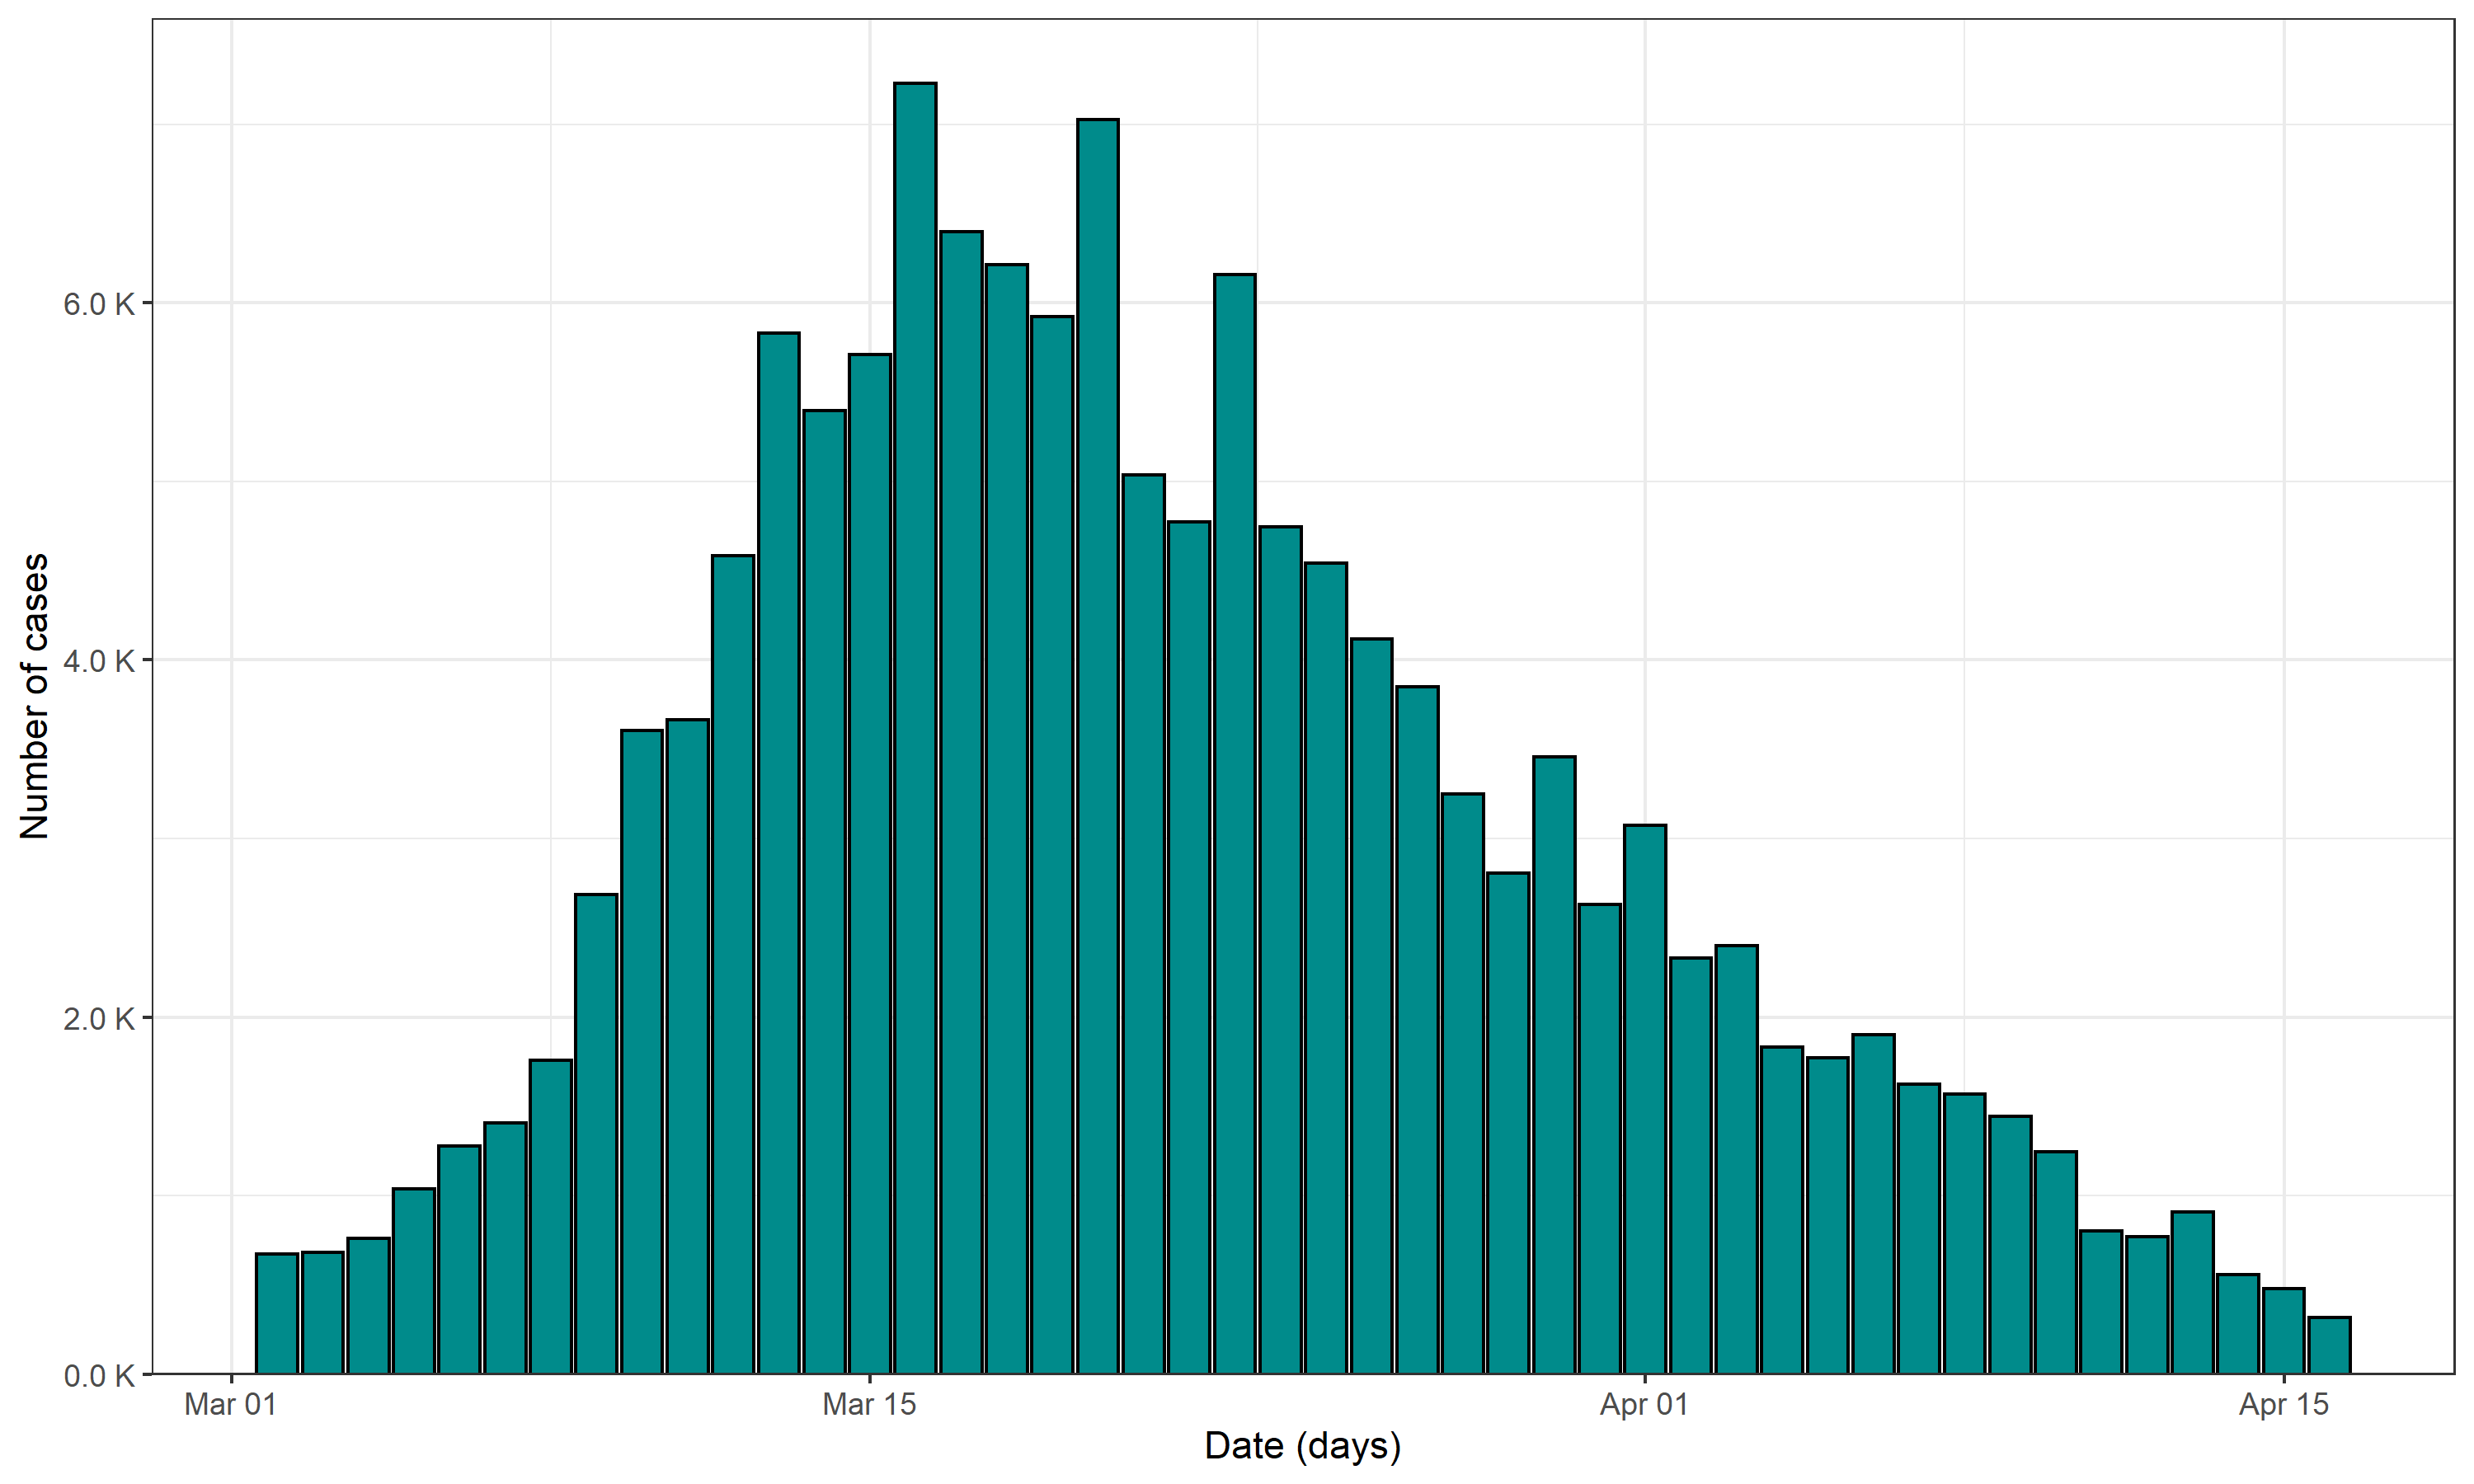 Number of cases
6.0 K
4.0 K
2.0 K
0.0 K
Mar 01
Mar 15
Apr 01
Apr 15
Date (days)